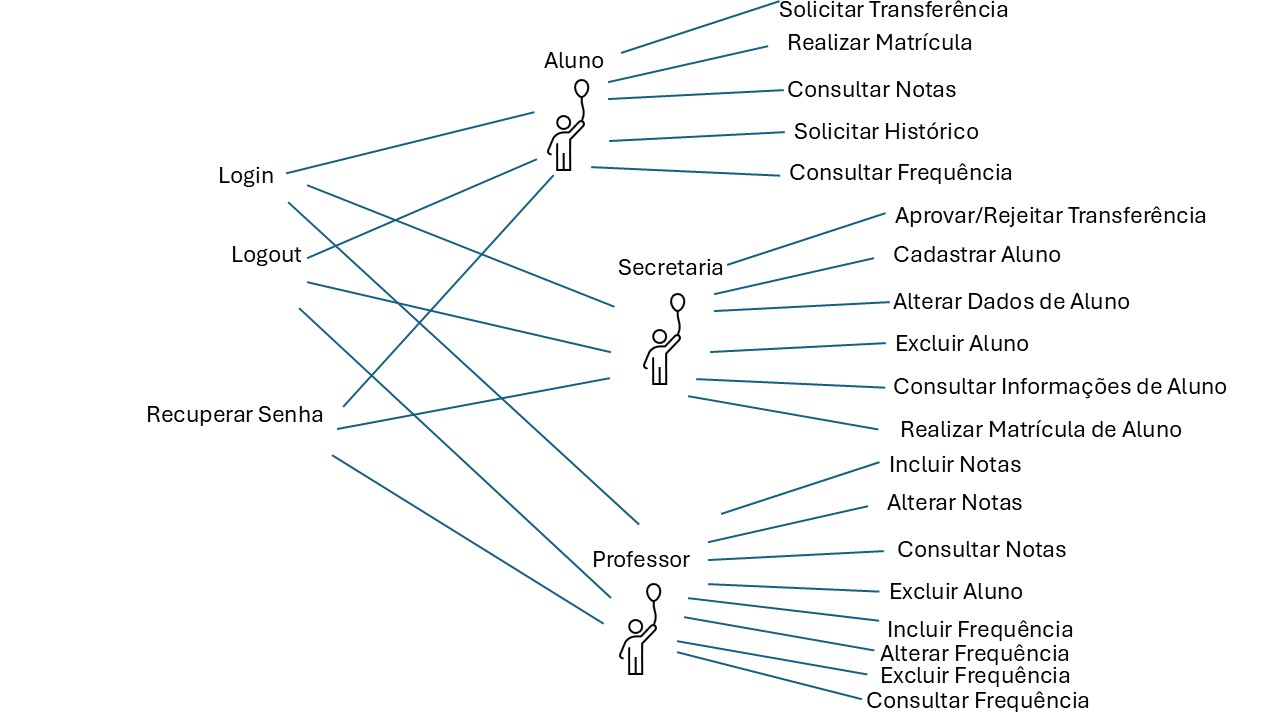 Solicitar Transferência
Realizar Matrícula
Aluno
Consultar Notas
Solicitar Histórico
Consultar Frequência
Login
Logout
Recuperar Senha
Aprovar/Rejeitar Transferência
Cadastrar Aluno
Secretaria
Alterar Dados de Aluno
Excluir Aluno
Consultar Informações de Aluno
Realizar Matrícula de Aluno
Incluir Notas
Alterar Notas
Professor
Consultar Notas
Excluir Aluno
Incluir Frequência
Alterar Frequência
Excluir Frequência
Consultar Frequência